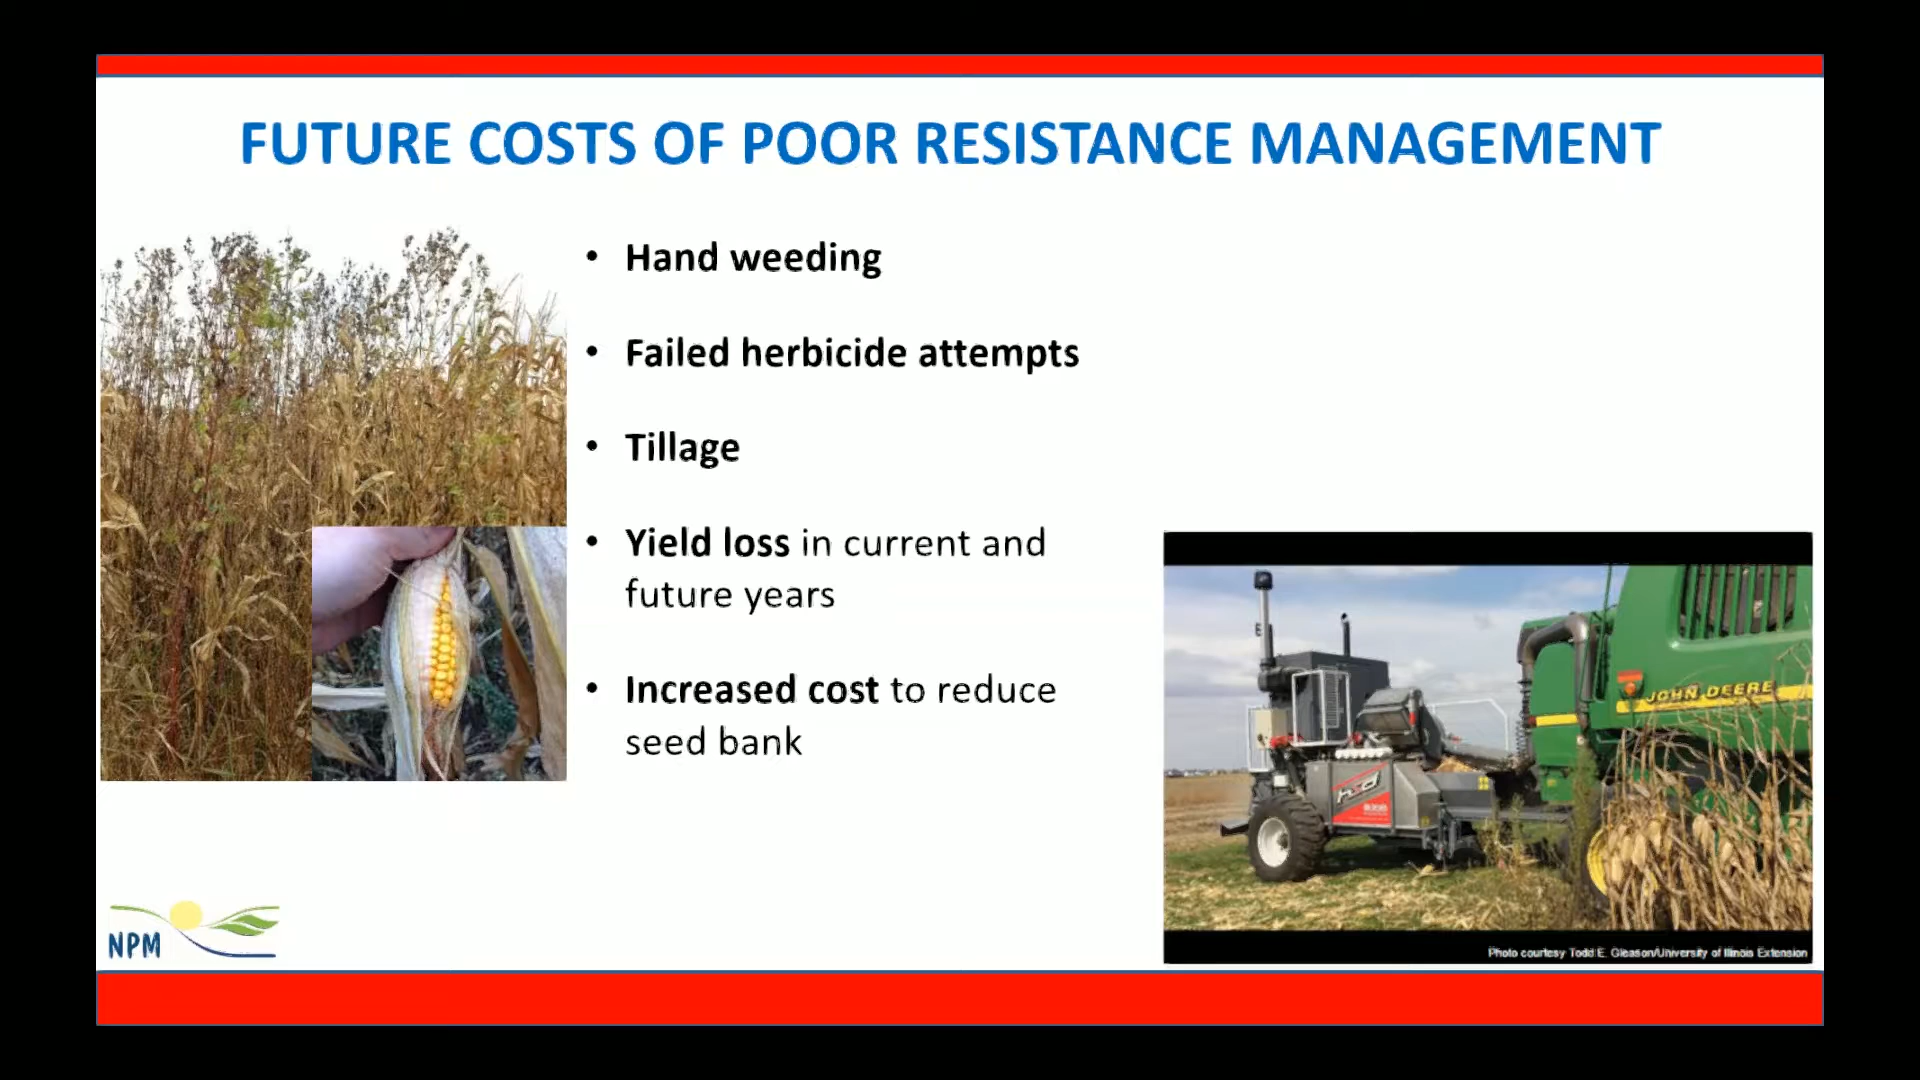 FUTURE COSTS OF POOR RESISTANCE MANAGEMENT
• Hand weeding
• Failed herbicide attempts
• Tillage
• Yield loss in current and
future years
• Increased cost to reduce
seed bank
JOHN DEERE
hsd
Photo courtesy Todd E. Gleason/University of Illinois Extension
NPM